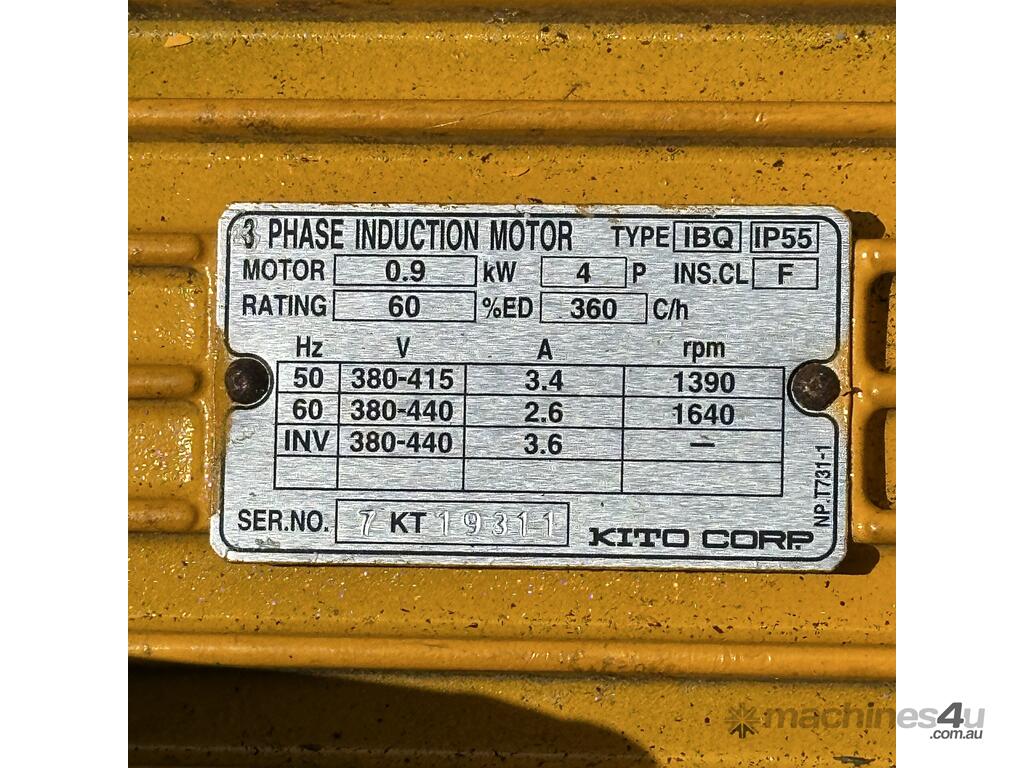 3 PHASE INDUCTION MOTOR TYPE IBQ IP55
MOTOR 0.9 kW 4 P INS.CL F
RATING 60 %ED 360 C/h
Hz V A rpm
50 380-415 3.4 1390
60 380-440 2.6 1640
INV 380-440 3.6 —
SER.NO. 7 KT 19311 KITO CORP.
NP.T731-1
machines4u
.com.au